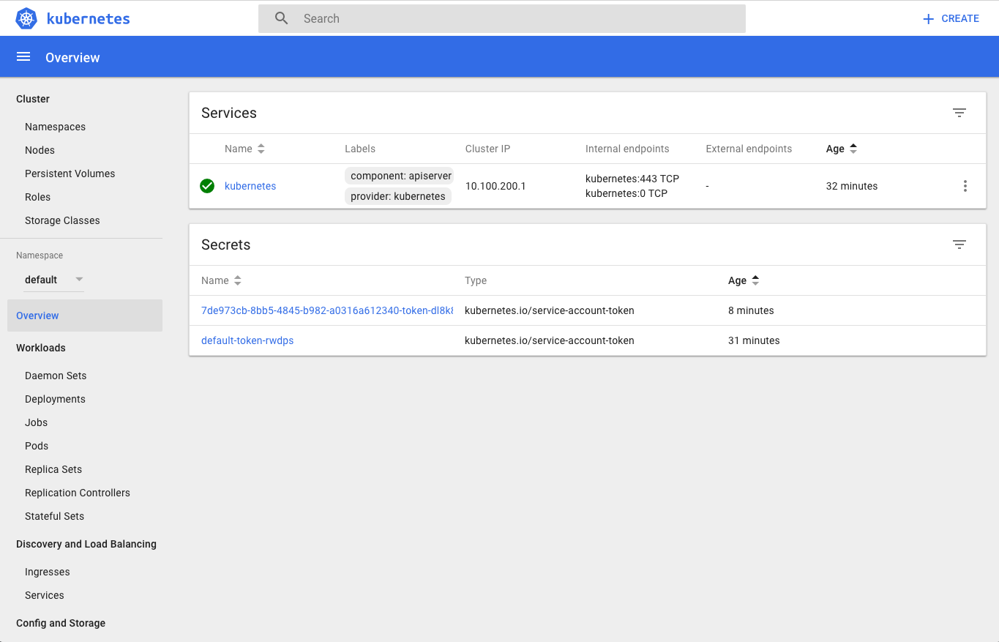 kubernetes
Search
CREATE
Overview
Cluster
Namespaces
Nodes
Persistent Volumes
Roles
Storage Classes
Namespace
default
Overview
Workloads
Daemon Sets
Deployments
Jobs
Pods
Replica Sets
Replication Controllers
Stateful Sets
Discovery and Load Balancing
Ingresses
Services
Config and Storage
Services
Name Labels Cluster IP Internal endpoints External endpoints Age
kubernetes
component: apiserver
provider: kubernetes
10.100.200.1
kubernetes:443 TCP
kubernetes:0 TCP
-
32 minutes
Secrets
Name Type Age
7de973cb-8bb5-4845-b982-a0316a612340-token-dl8k8 kubernetes.io/service-account-token 8 minutes
default-token-rwdps kubernetes.io/service-account-token 31 minutes